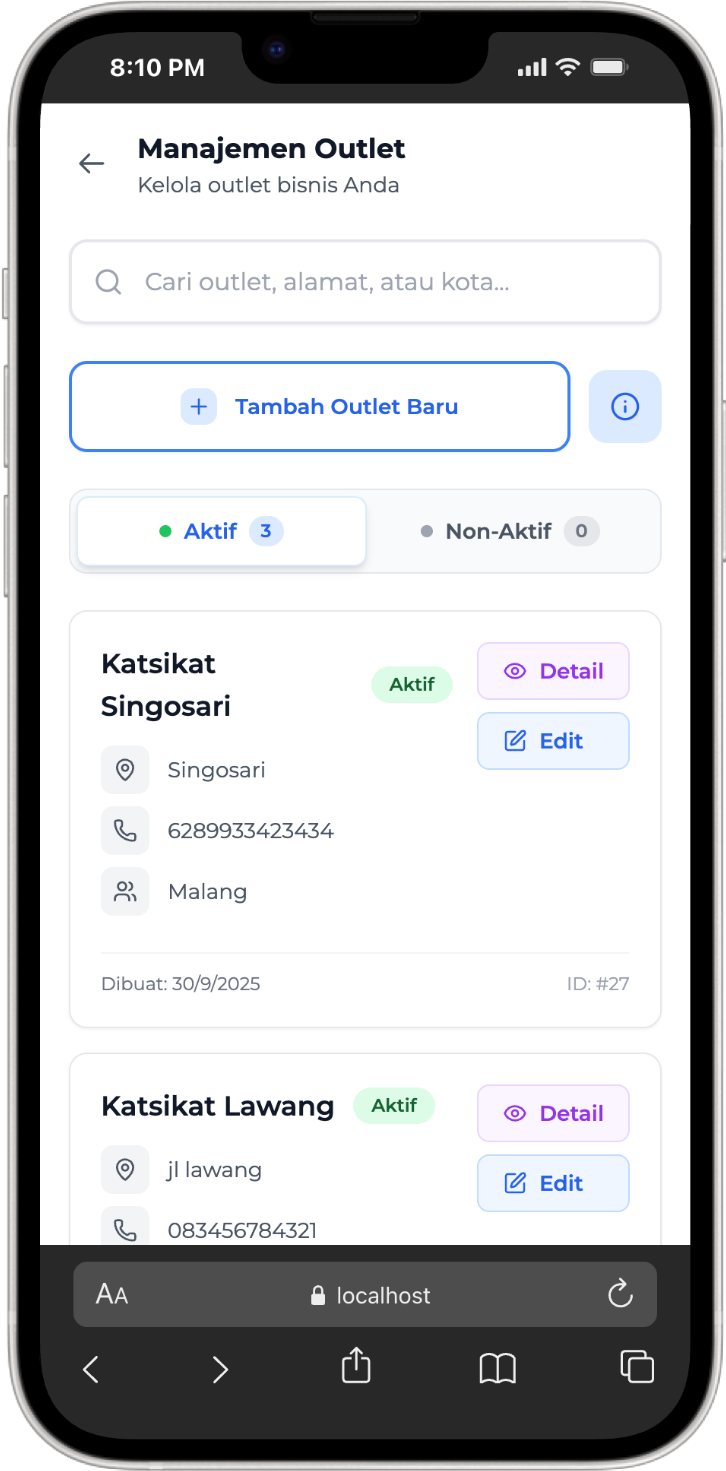 8:10 PM
Manajemen Outlet
Kelola outlet bisnis Anda
Cari outlet, alamat, atau kota...
Tambah Outlet Baru
Aktif 3
Non-Aktif 0
Katsikat
Singosari
Aktif
Detail
Edit
Singosari
6289933423434
Malang
Dibuat: 30/9/2025
ID: #27
Katsikat Lawang
Aktif
Detail
Edit
jl lawang
083456784321
AA
localhost